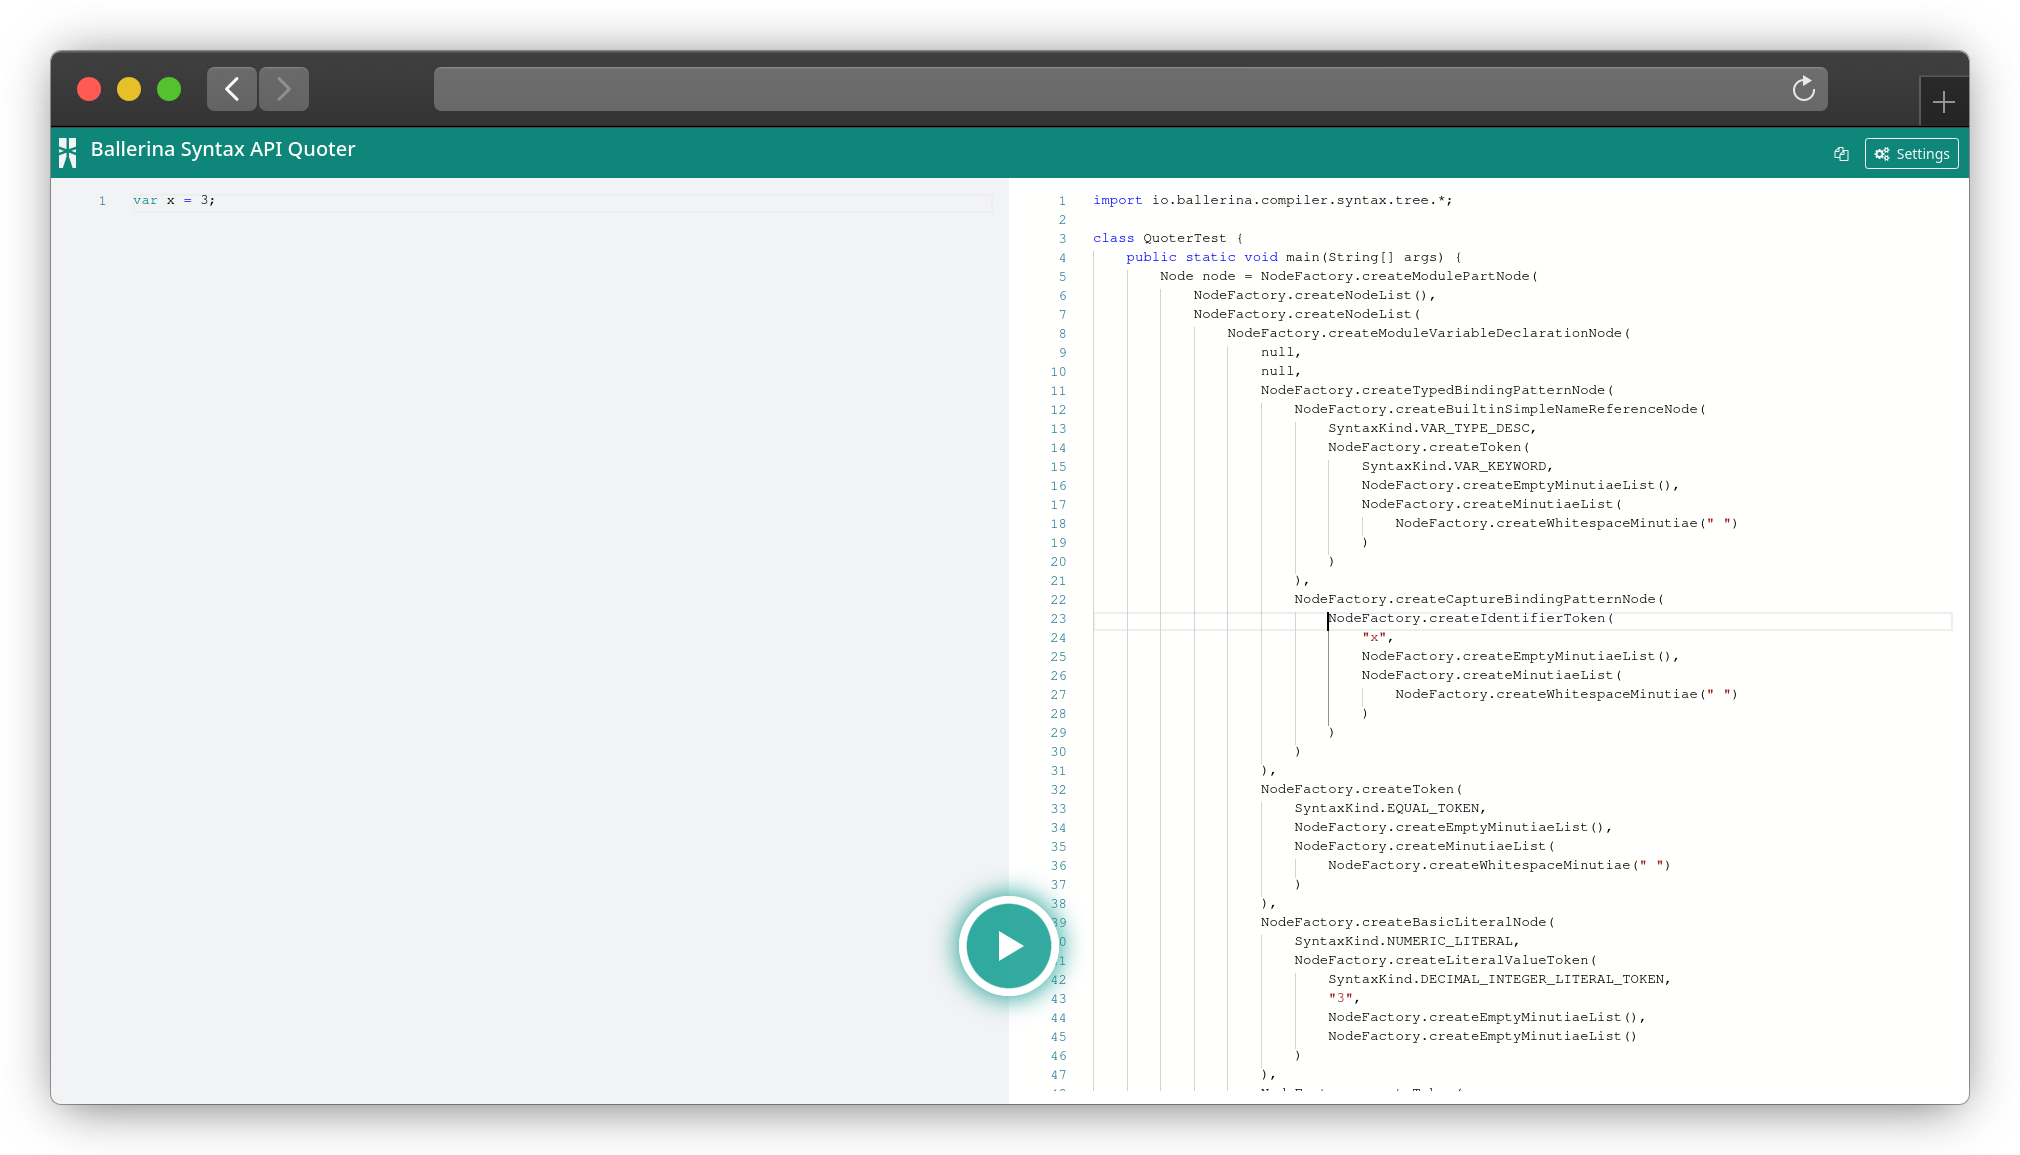 Ballerina Syntax API Quoter
Settings
1 var x = 3;
1 import io.ballerina.compiler.syntax.tree.*;
2
3 class QuoterTest {
4 public static void main(String[] args) {
5 Node node = NodeFactory.createModulePartNode(
6 NodeFactory.createNodeList(),
7 NodeFactory.createNodeList(
8 NodeFactory.createModuleVariableDeclarationNode(
9 null,
10 null,
11 NodeFactory.createTypedBindingPatternNode(
12 NodeFactory.createBuiltinSimpleNameReferenceNode(
13 SyntaxKind.VAR_TYPE_DESC,
14 NodeFactory.createToken(
15 SyntaxKind.VAR_KEYWORD,
16 NodeFactory.createEmptyMinutiaeList(),
17 NodeFactory.createMinutiaeList(
18 NodeFactory.createWhitespaceMinutiae(" ")
19 )
20 )
21 ),
22 NodeFactory.createCaptureBindingPatternNode(
23 NodeFactory.createIdentifierToken(
24 "x",
25 NodeFactory.createEmptyMinutiaeList(),
26 NodeFactory.createMinutiaeList(
27 NodeFactory.createWhitespaceMinutiae(" ")
28 )
29 )
30 )
31 ),
32 NodeFactory.createToken(
33 SyntaxKind.EQUAL_TOKEN,
34 NodeFactory.createEmptyMinutiaeList(),
35 NodeFactory.createMinutiaeList(
36 NodeFactory.createWhitespaceMinutiae(" ")
37 )
38 ),
39 NodeFactory.createBasicLiteralNode(
SyntaxKind.NUMERIC_LITERAL,
NodeFactory.createLiteralValueToken(
42 SyntaxKind.DECIMAL_INTEGER_LITERAL_TOKEN,
43 "3",
44 NodeFactory.createEmptyMinutiaeList(),
45 NodeFactory.createEmptyMinutiaeList()
46 )
47 ),